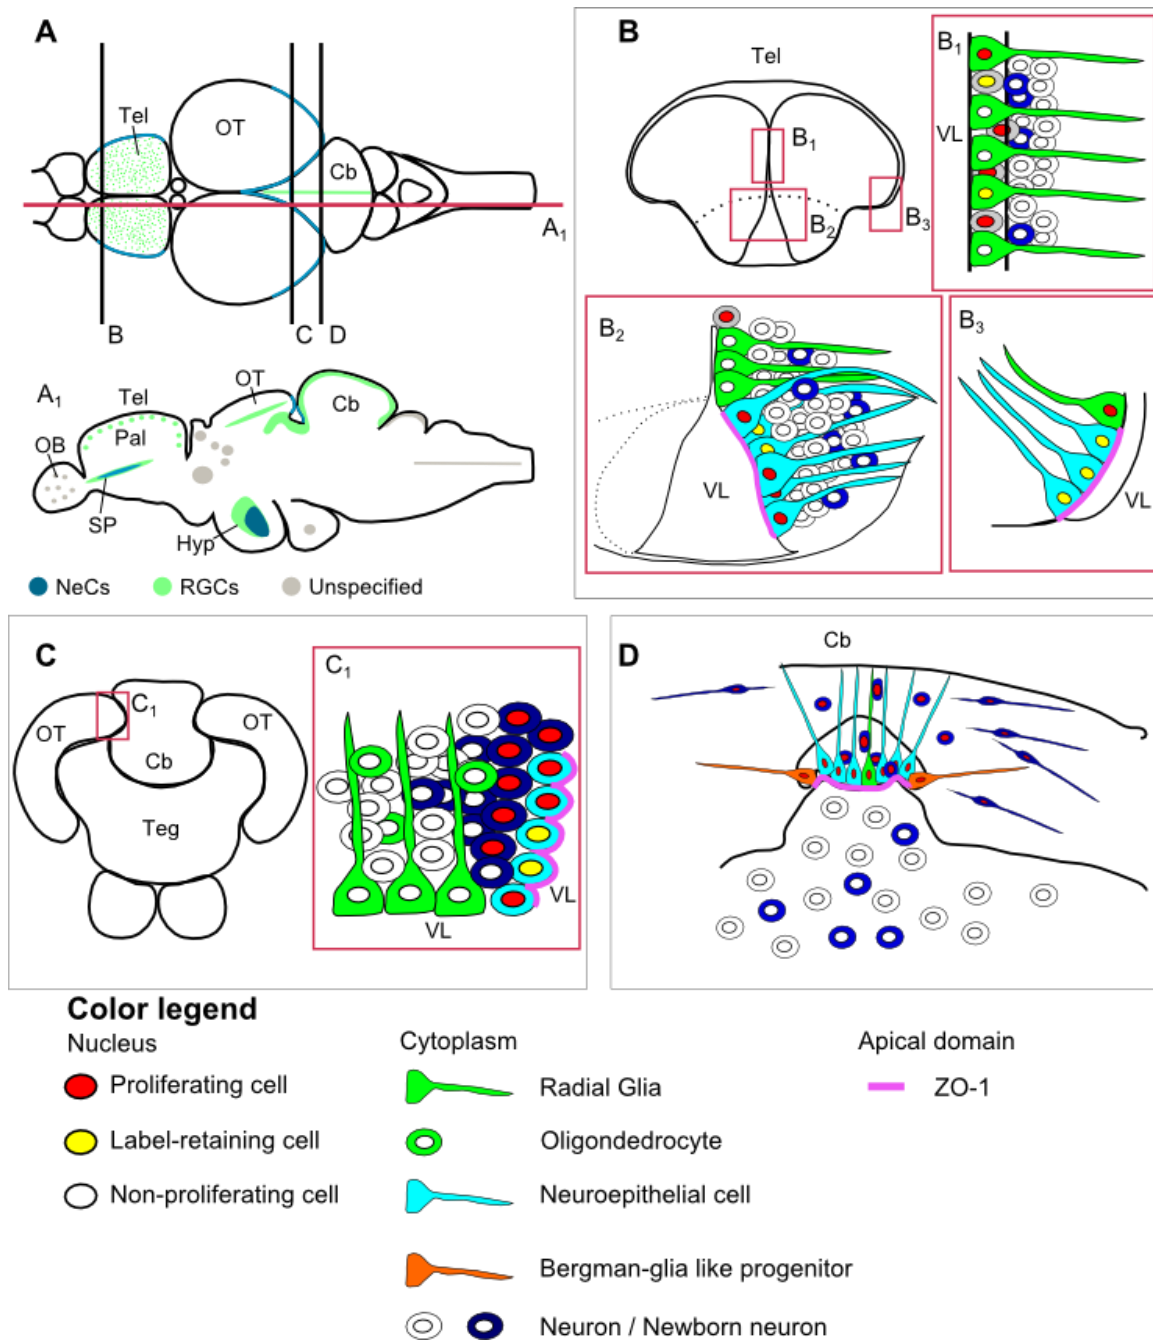 A
Tel
OT
Cb
A1
B
C
D
A1
OB
Tel
Pal
SP
OT
Cb
Hyp
NeCs
RGCs
Unspecified
B
Tel
B1
B2
B3
B1
VL
B2
VL
B3
VL
C
OT
C1
OT
Cb
Teg
C1
VL
VL
D
Cb
Color legend
Nucleus
Proliferating cell
Label-retaining cell
Non-proliferating cell
Cytoplasm
Radial Glia
Oligondedrocyte
Neuroepithelial cell
Bergman-glia like progenitor
Neuron / Newborn neuron
Apical domain
ZO-1